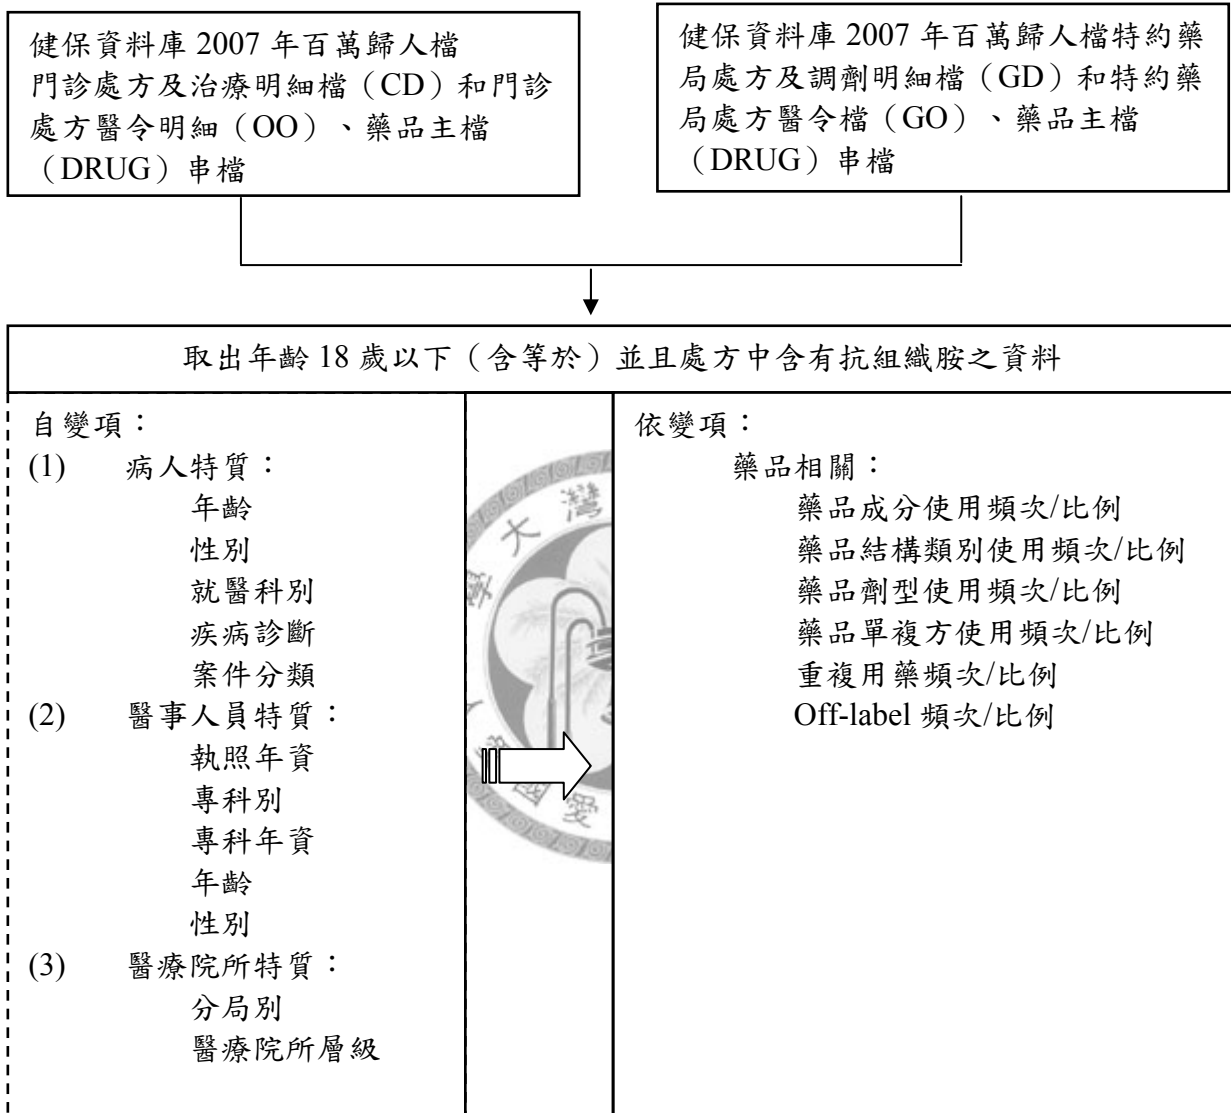 健保資料庫 2007 年百萬歸人檔
門診處方及治療明細檔（CD）和門診
處方醫令明細（OO）、藥品主檔
（DRUG）串檔
健保資料庫 2007 年百萬歸人檔特約藥
局處方及調劑明細檔（GD）和特約藥
局處方醫令檔（GO）、藥品主檔
（DRUG）串檔
取出年齡 18 歲以下（含等於）並且處方中含有抗組織胺之資料
自變項：
(1) 病人特質：
年齡
性別
就醫科別
疾病診斷
案件分類
(2) 醫事人員特質：
執照年資
專科別
專科年資
年齡
性別
(3) 醫療院所特質：
分局別
醫療院所層級
依變項：
藥品相關：
藥品成分使用頻次/比例
藥品結構類別使用頻次/比例
藥品劑型使用頻次/比例
藥品單複方使用頻次/比例
重複用藥頻次/比例
Off-label 頻次/比例
大灣
國愛